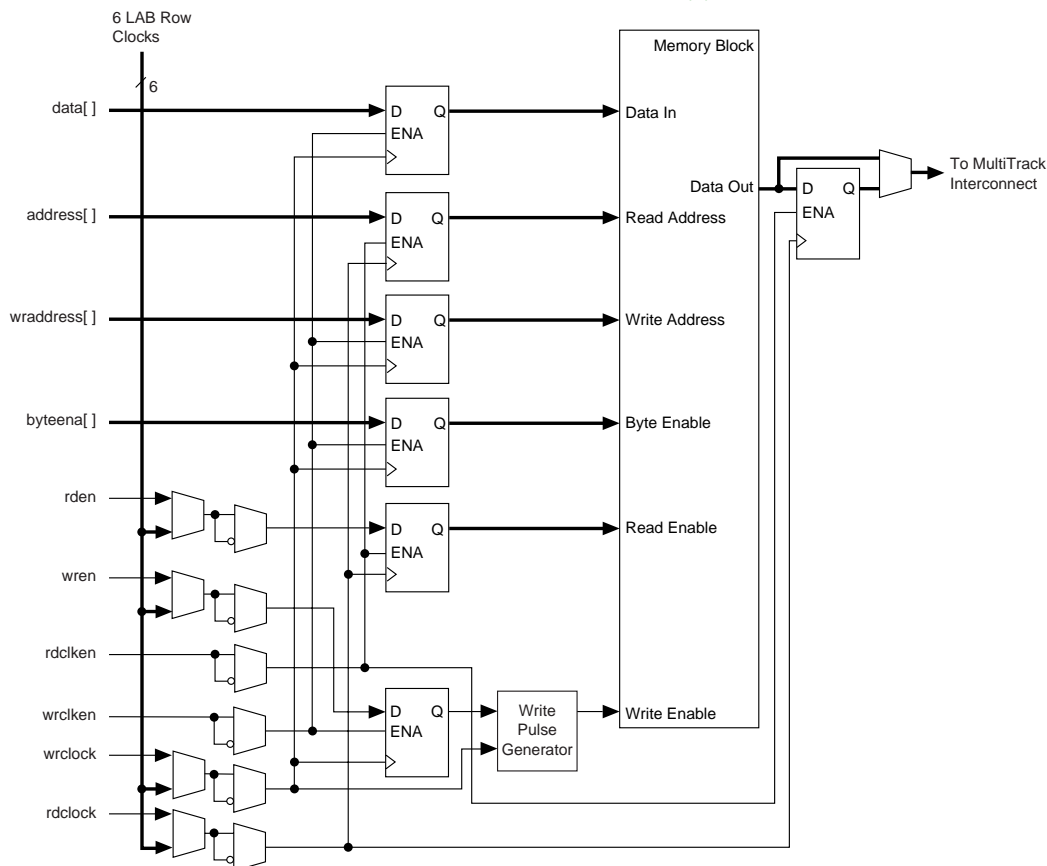 6 LAB Row
Clocks
6
Memory Block
data[ ]
D Q
ENA
Data In
To MultiTrack
Interconnect
Data Out
D Q
ENA
address[ ]
D Q
ENA
Read Address
wraddress[ ]
D Q
ENA
Write Address
byteena[ ]
D Q
ENA
Byte Enable
rden
D Q
ENA
Read Enable
wren
rdclken
wrclken
D Q
ENA
Write
Pulse
Generator
Write Enable
wrclock
rdclock